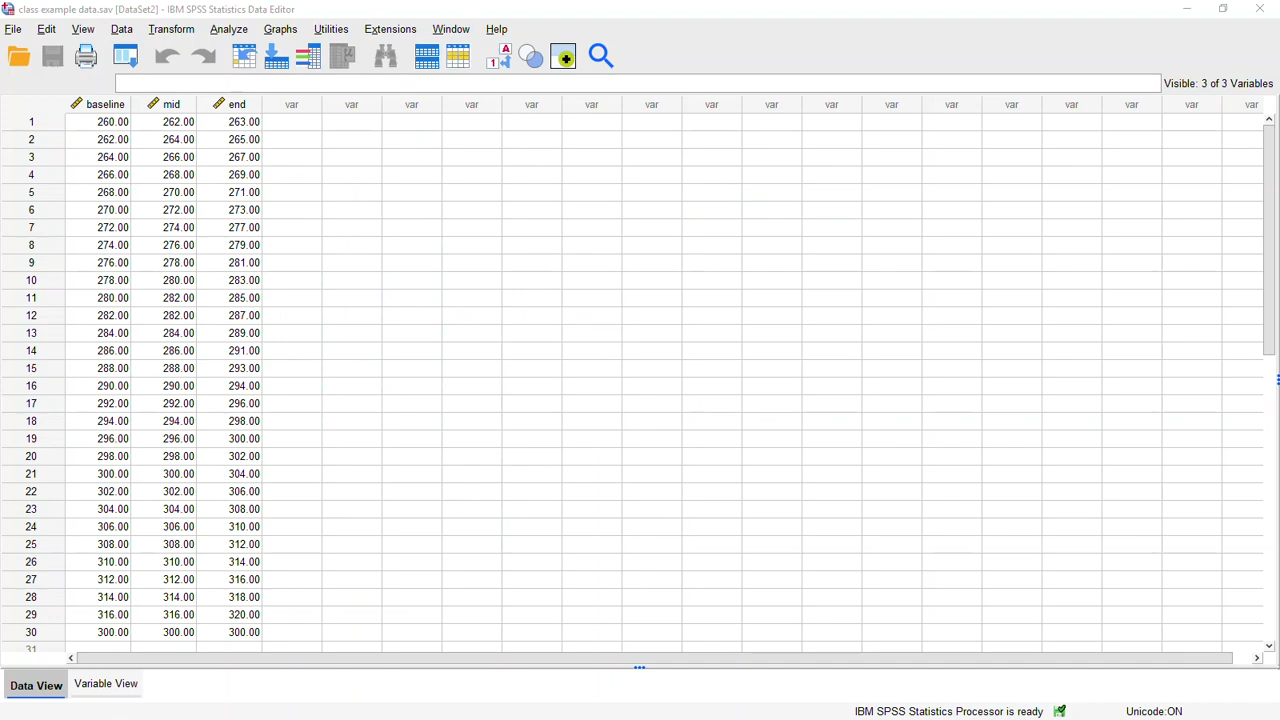 class example data.sav [DataSet2] - IBM SPSS Statistics Data Editor
File Edit View Data Transform Analyze Graphs Utilities Extensions Window Help
A
1
Visible: 3 of 3 Variables
baseline mid end var var var var var var var var var var var var var var var var var
1 260.00 262.00 263.00
2 262.00 264.00 265.00
3 264.00 266.00 267.00
4 266.00 268.00 269.00
5 268.00 270.00 271.00
6 270.00 272.00 273.00
7 272.00 274.00 277.00
8 274.00 276.00 279.00
9 276.00 278.00 281.00
10 278.00 280.00 283.00
11 280.00 282.00 285.00
12 282.00 282.00 287.00
13 284.00 284.00 289.00
14 286.00 286.00 291.00
15 288.00 288.00 293.00
16 290.00 290.00 294.00
17 292.00 292.00 296.00
18 294.00 294.00 298.00
19 296.00 296.00 300.00
20 298.00 298.00 302.00
21 300.00 300.00 304.00
22 302.00 302.00 306.00
23 304.00 304.00 308.00
24 306.00 306.00 310.00
25 308.00 308.00 312.00
26 310.00 310.00 314.00
27 312.00 312.00 316.00
28 314.00 314.00 318.00
29 316.00 316.00 320.00
30 300.00 300.00 300.00
31
Data View Variable View
IBM SPSS Statistics Processor is ready Unicode:ON